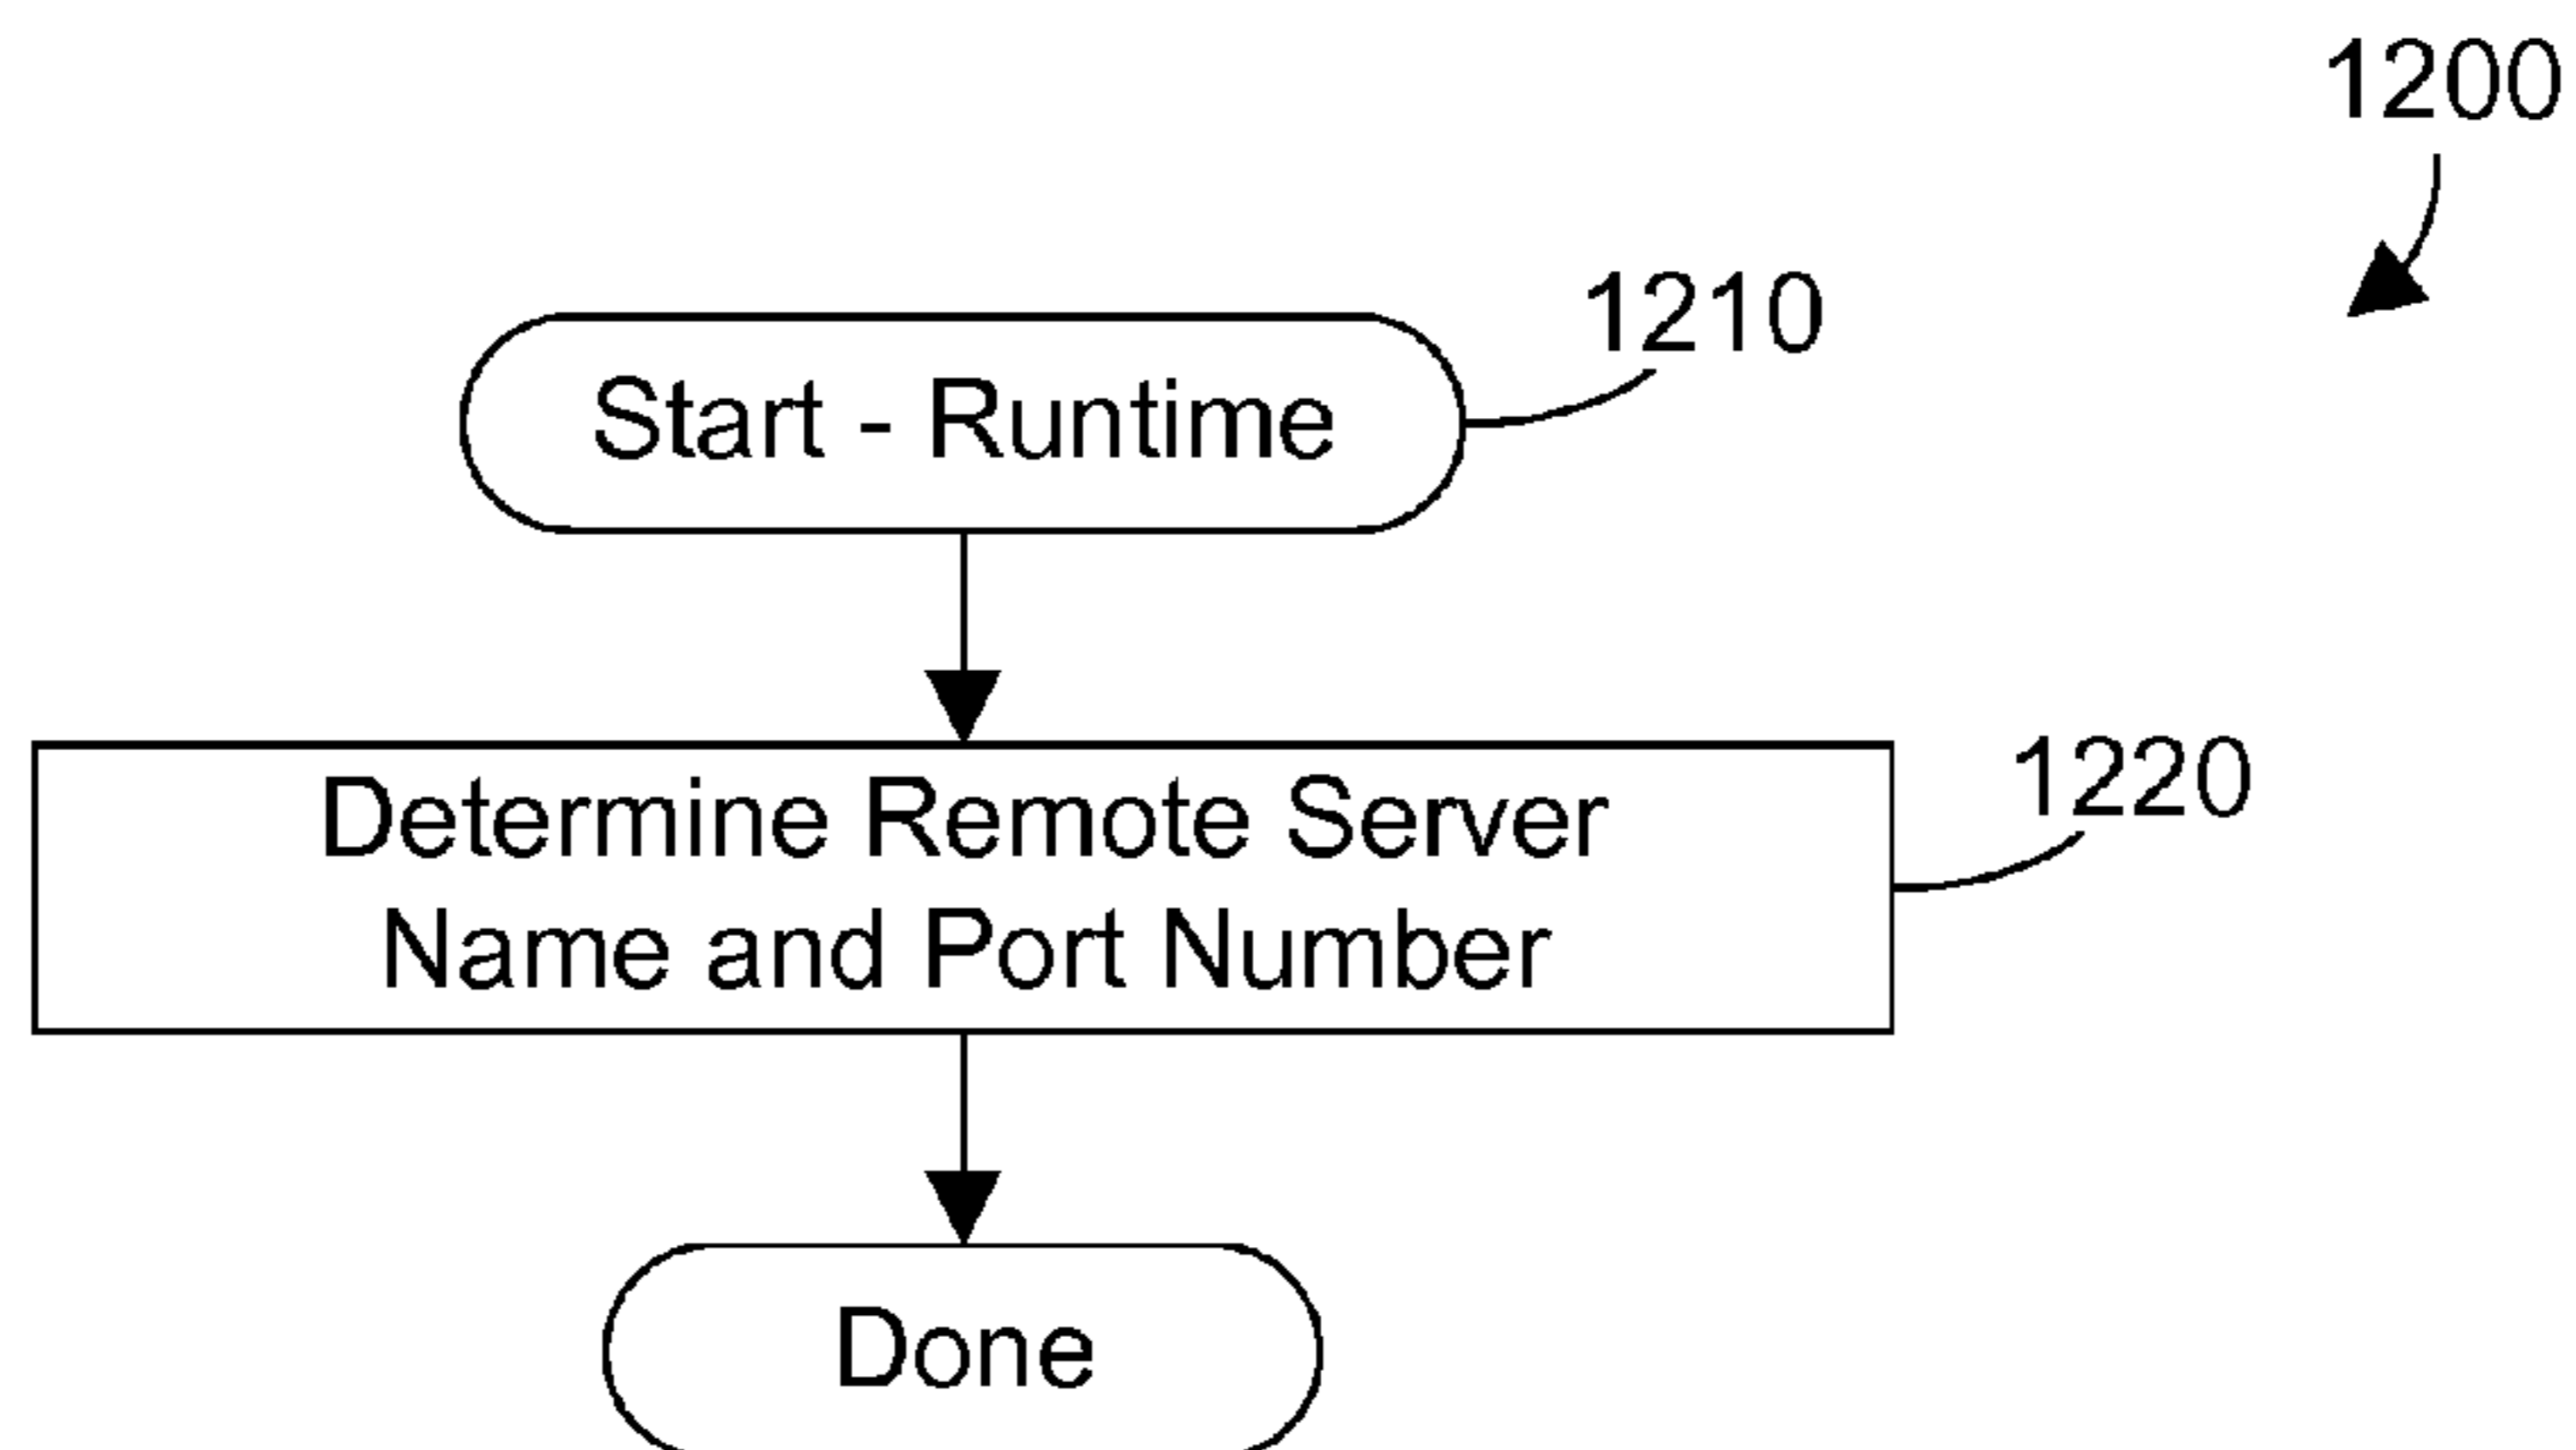 1200
1210
Start - Runtime
1220
Determine Remote Server
Name and Port Number
Done